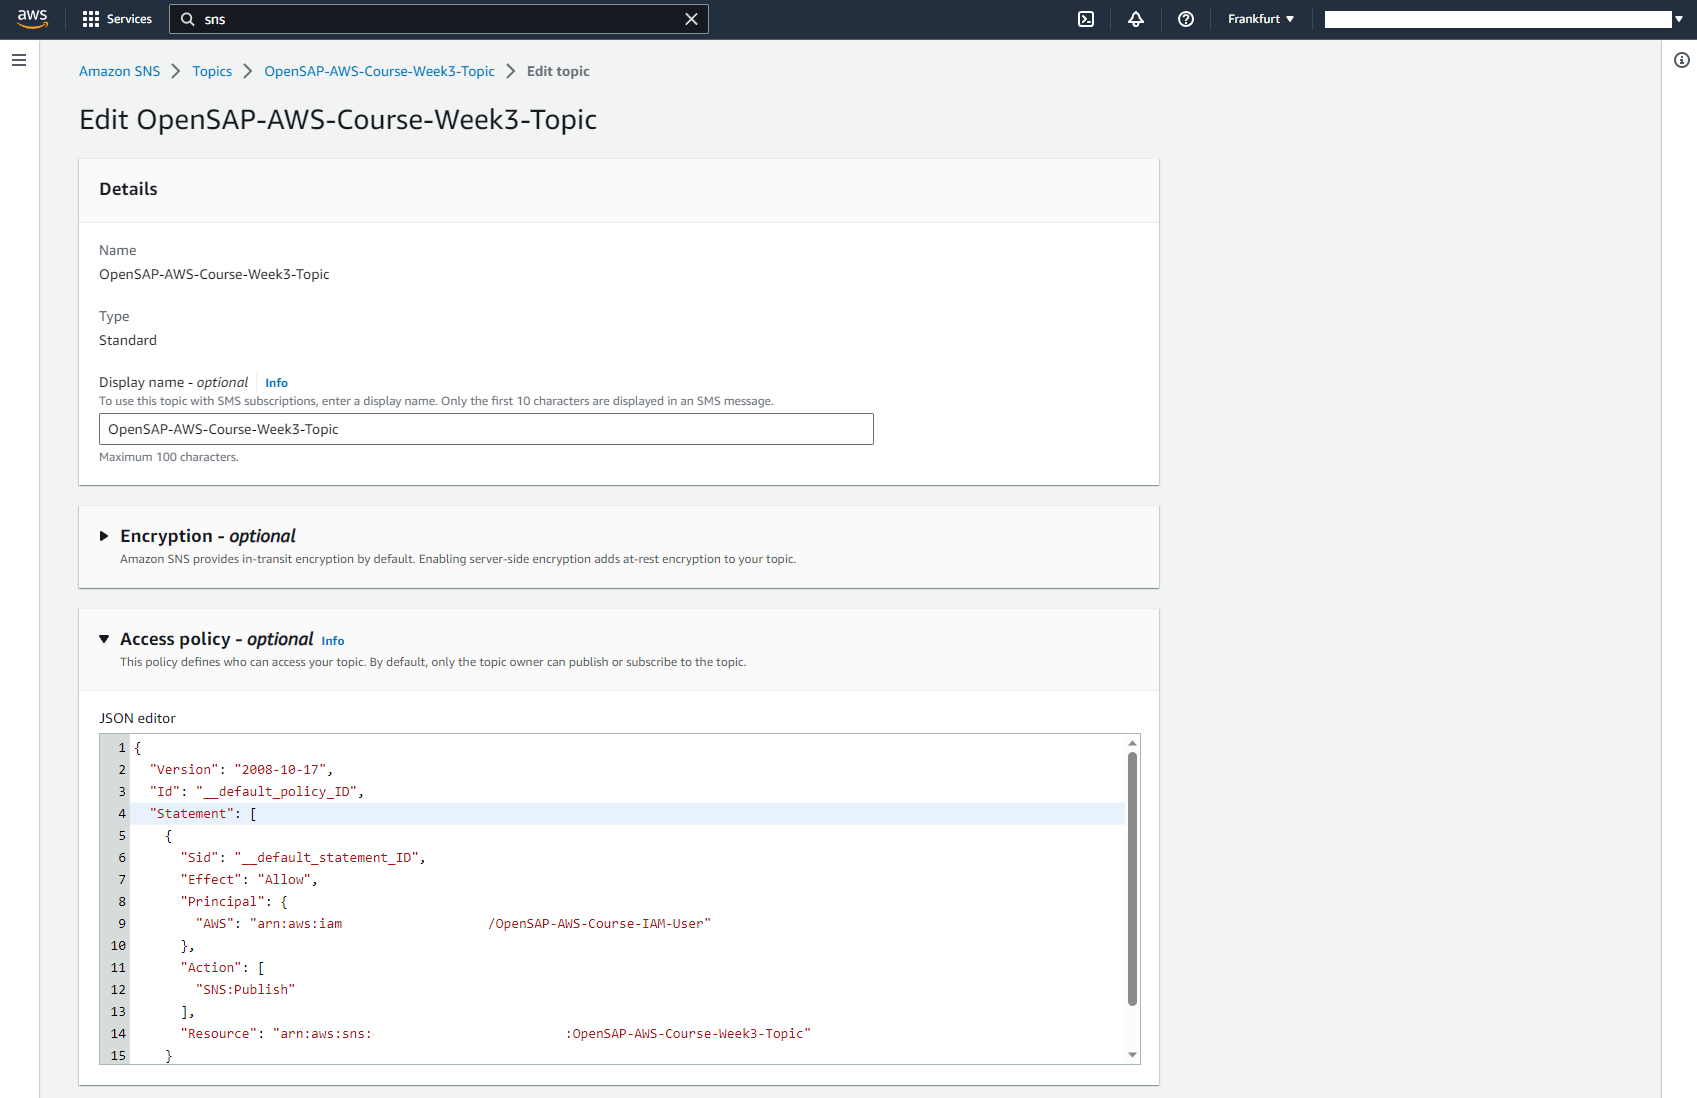 aws
Services
sns
Frankfurt
Amazon SNS > Topics > OpenSAP-AWS-Course-Week3-Topic > Edit topic
Edit OpenSAP-AWS-Course-Week3-Topic
Details
Name
OpenSAP-AWS-Course-Week3-Topic
Type
Standard
Display name - optional Info
To use this topic with SMS subscriptions, enter a display name. Only the first 10 characters are displayed in an SMS message.
OpenSAP-AWS-Course-Week3-Topic
Maximum 100 characters.
Encryption - optional
Amazon SNS provides in-transit encryption by default. Enabling server-side encryption adds at-rest encryption to your topic.
Access policy - optional Info
This policy defines who can access your topic. By default, only the topic owner can publish or subscribe to the topic.
JSON editor
1 {
2 "Version": "2008-10-17",
3 "Id": "__default_policy_ID",
4 "Statement": [
5 {
6 "Sid": "__default_statement_ID",
7 "Effect": "Allow",
8 "Principal": {
9 "AWS": "arn:aws:iam /OpenSAP-AWS-Course-IAM-User"
10 },
11 "Action": [
12 "SNS:Publish"
13 ],
14 "Resource": "arn:aws:sns: :OpenSAP-AWS-Course-Week3-Topic"
15 }